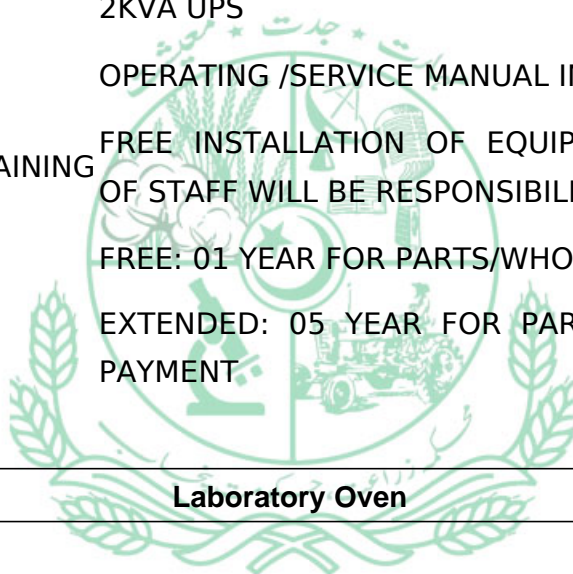 2KVA UPS
OPERATING /SERVICE MANUAL I
FREE INSTALLATION OF EQUIP
AINING
OF STAFF WILL BE RESPONSIBIL
FREE: 01 YEAR FOR PARTS/WHO
EXTENDED: 05 YEAR FOR PAR
PAYMENT
Laboratory Oven